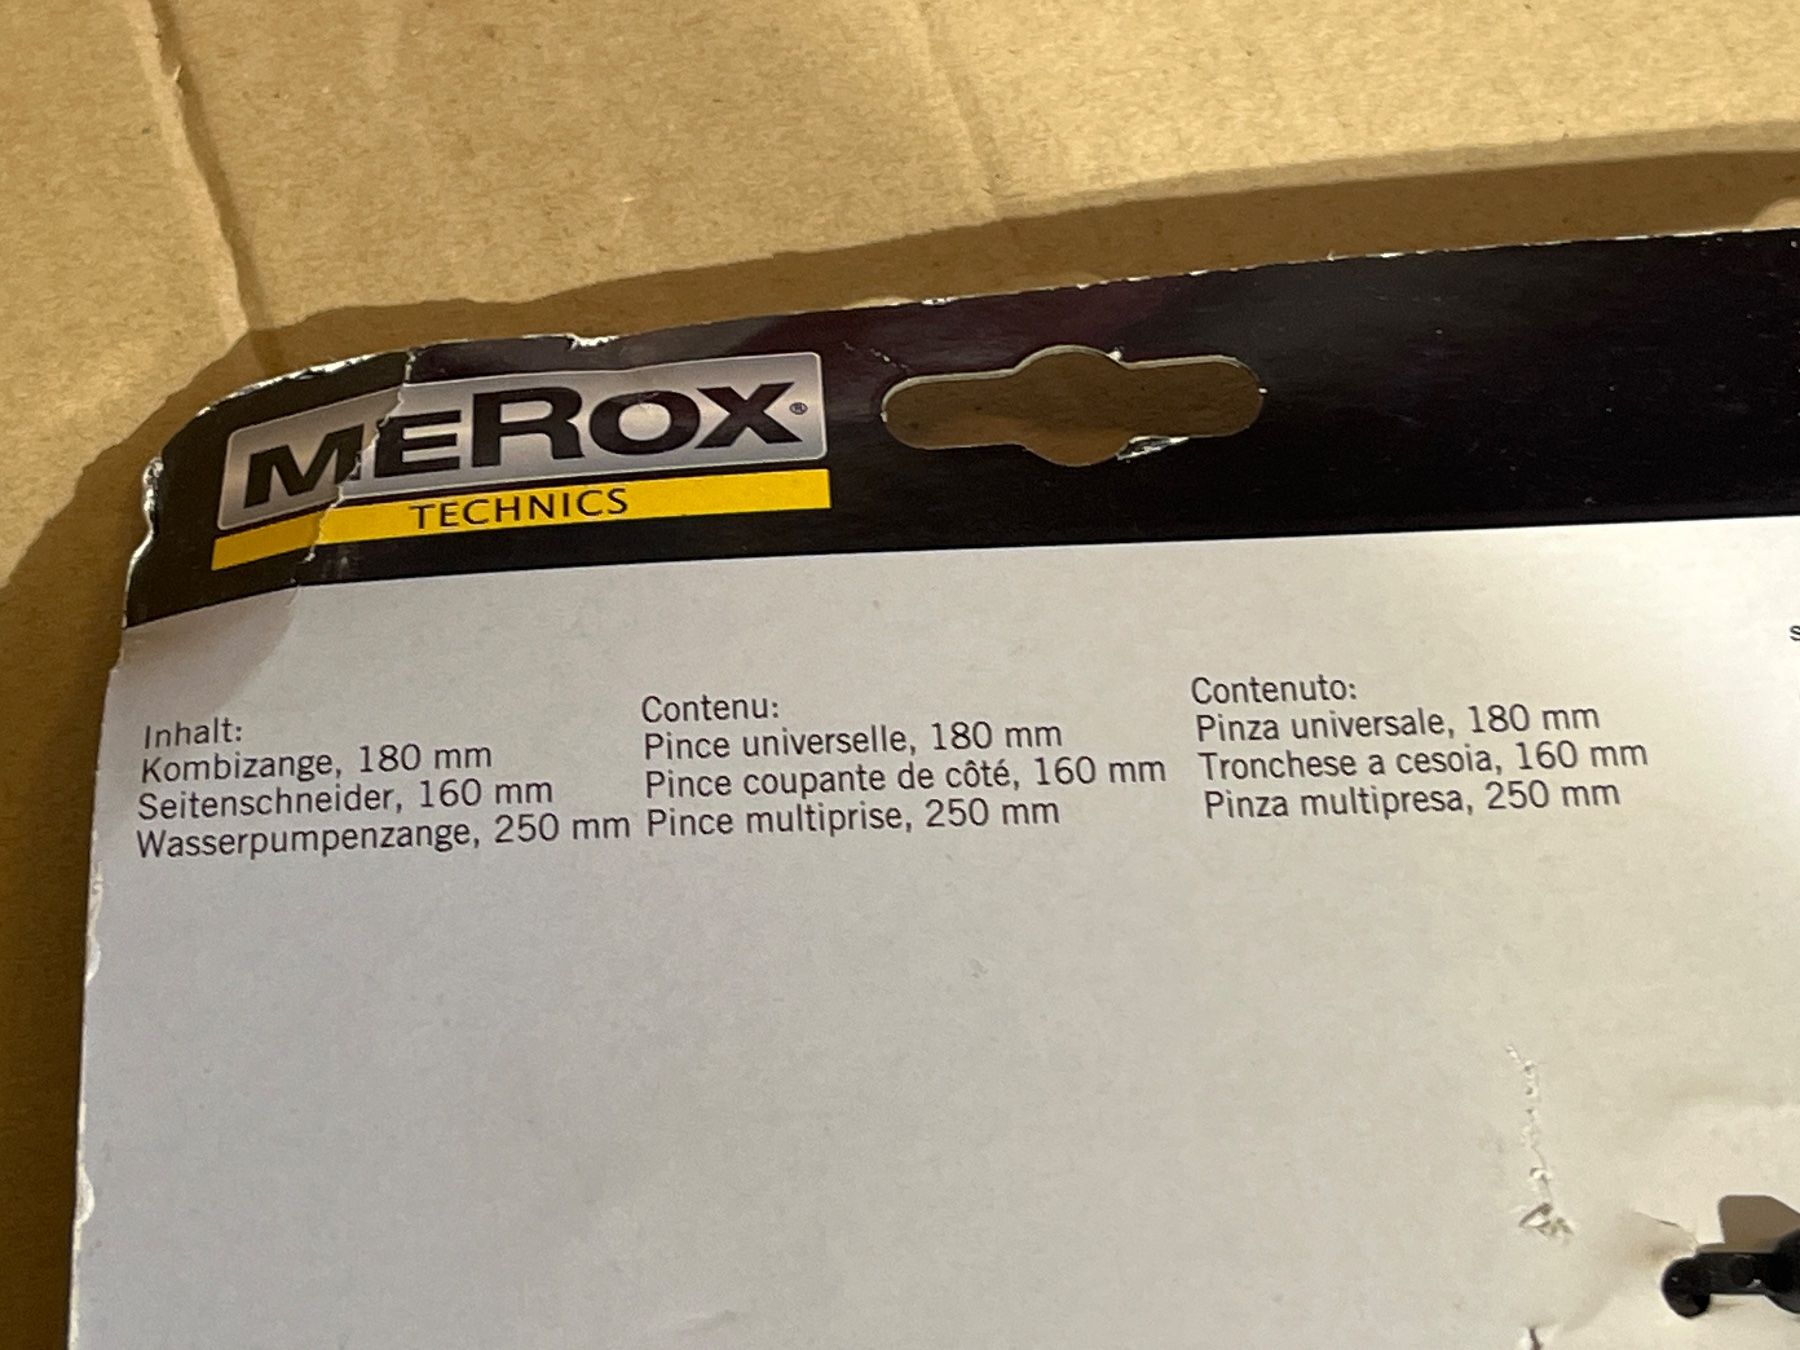 MEROX®
TECHNICS
Inhalt:
Kombizange, 180 mm
Seitenschneider, 160 mm
Wasserpumpenzange, 250 mm
Contenu:
Pince universelle, 180 mm
Pince coupante de côté, 160 mm
Pince multiprise, 250 mm
Contenuto:
Pinza universale, 180 mm
Tronchese a cesoia, 160 mm
Pinza multipresa, 250 mm